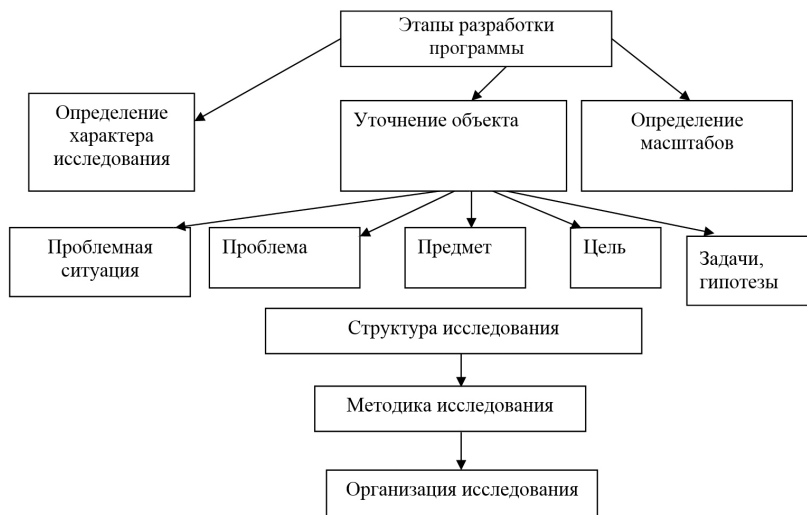 Этапы разработки
программы
Определение
характера
исследования
Уточнение объекта
Определение
масштабов
Проблемная
ситуация
Проблема
Предмет
Цель
Задачи,
гипотезы
Структура исследования
Методика исследования
Организация исследования